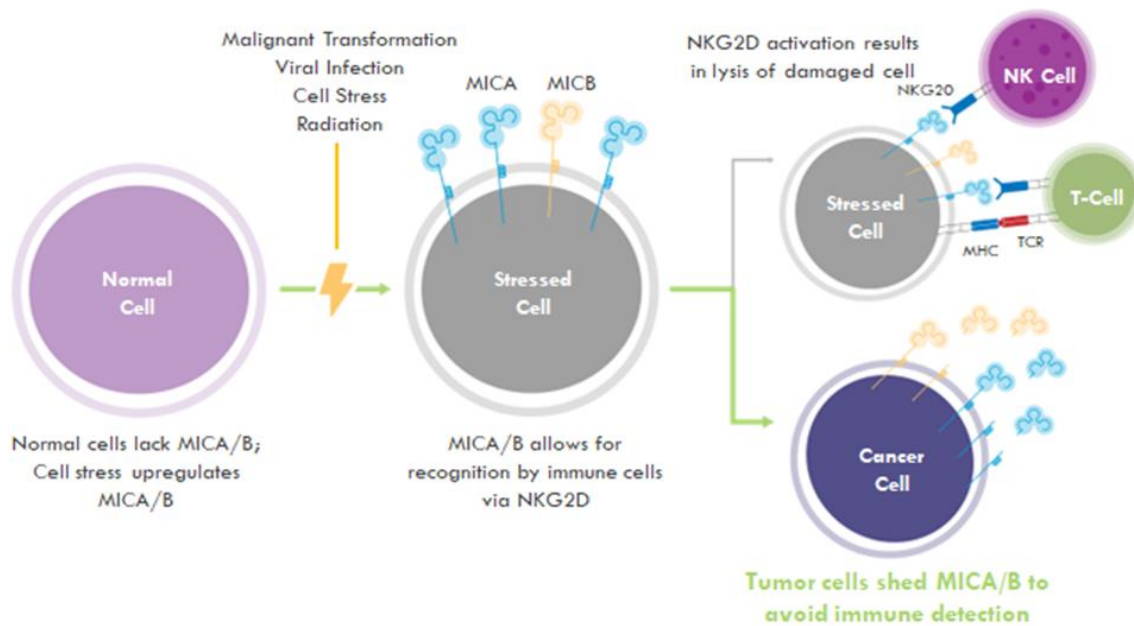 Malignant Transformation
Viral Infection
Cell Stress
Radiation
MICA
MICB
NKG2D activation results
in lysis of damaged cell
NKG20
NK Cell
Normal
Cell
Stressed
Cell
Stressed
Cell
T-Cell
MHC
TCR
Normal cells lack MICA/B;
Cell stress upregulates
MICA/B
MICA/B allows for
recognition by immune cells
via NKG2D
Cancer
Cell
Tumor cells shed MICA/B to
avoid immune detection